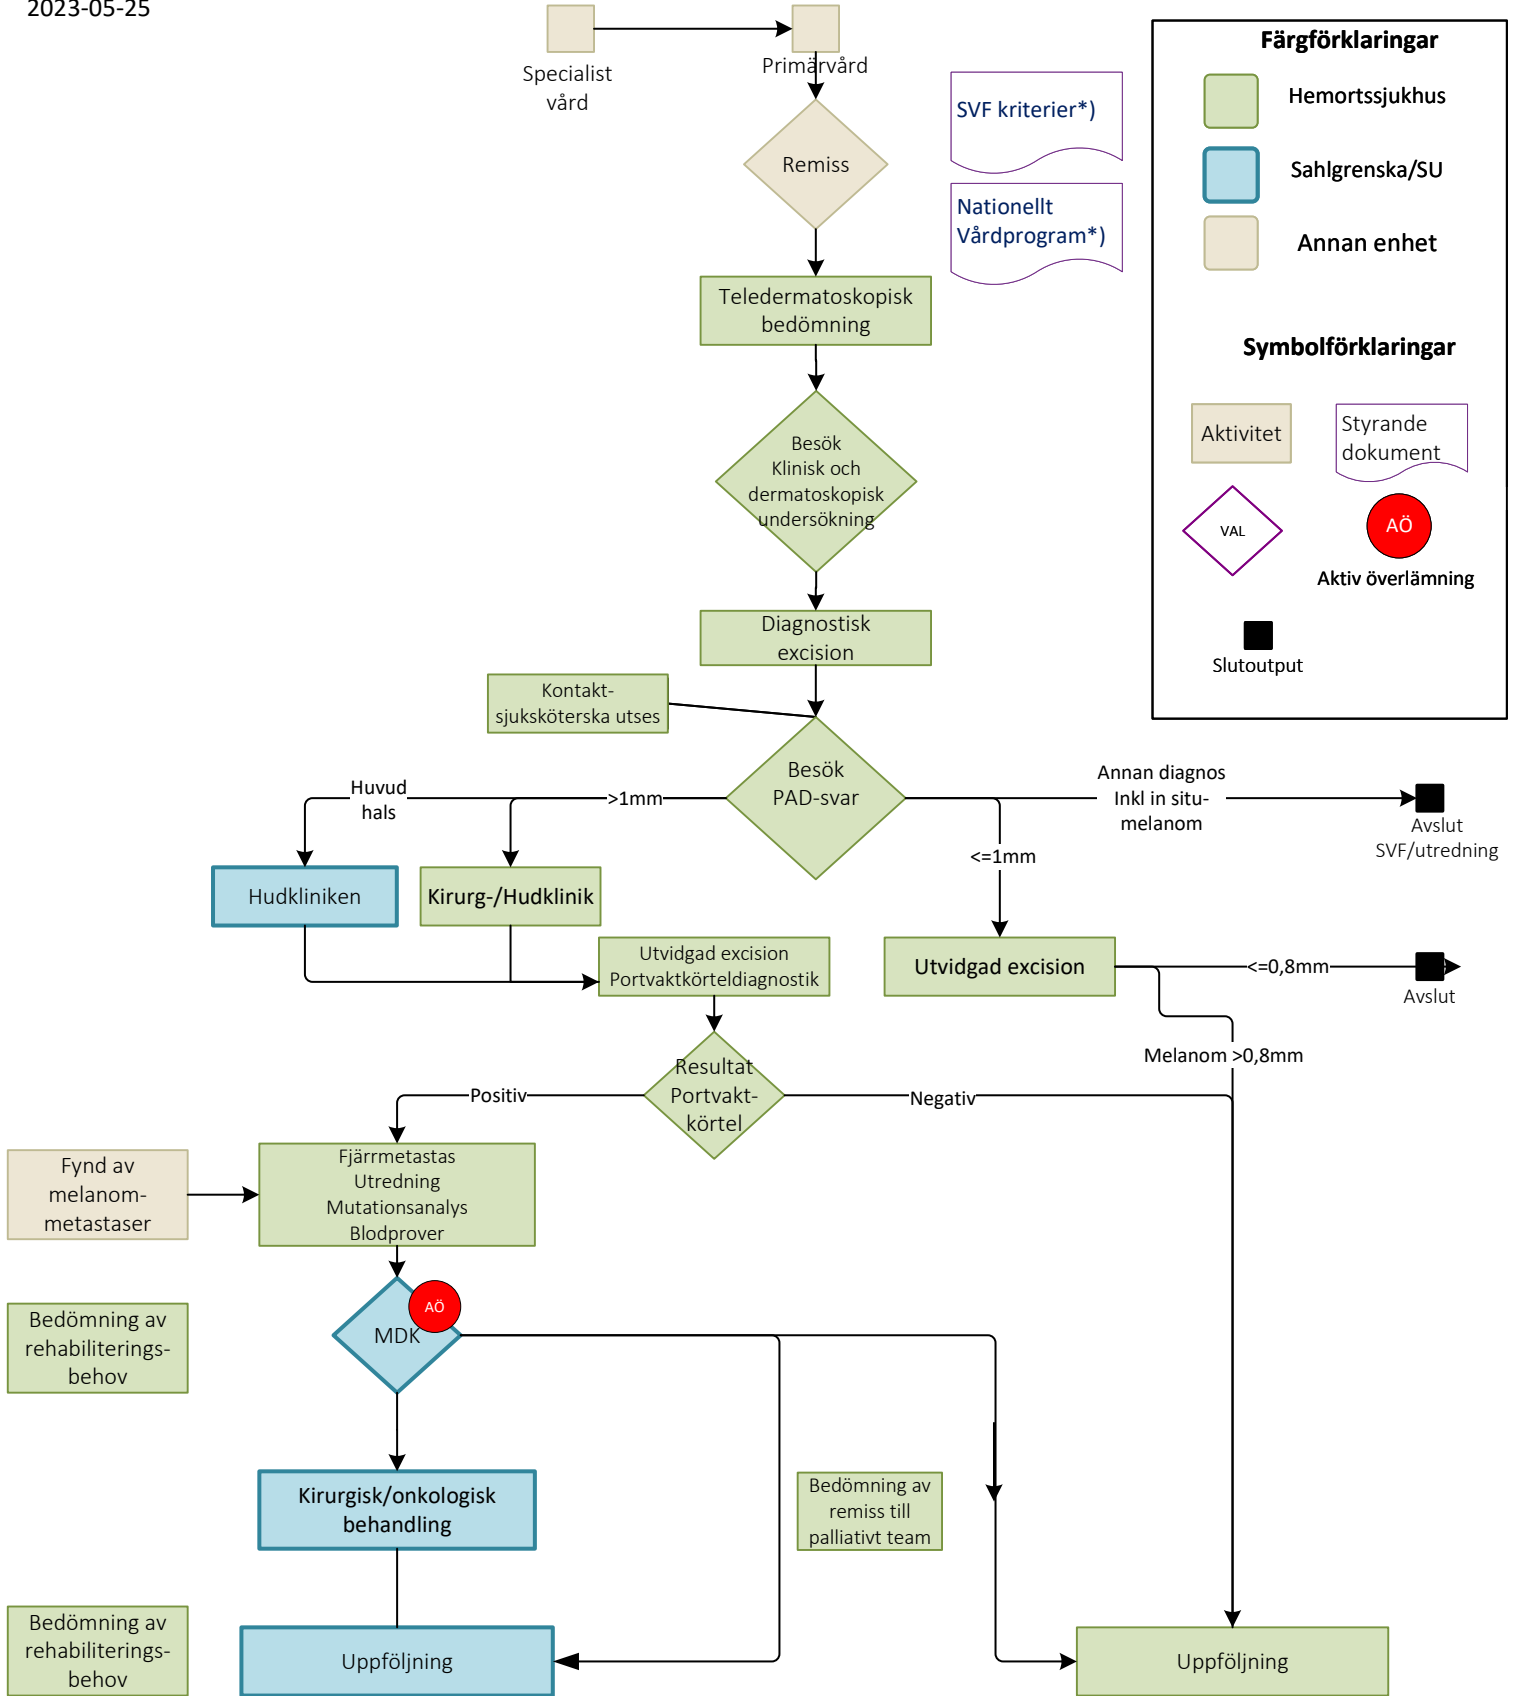 2023-05-25
Specialist
vård
Primärvård
Remiss
SVF kriterier*)
Nationellt
Vårdprogram*)
Teledermatoskopisk
bedömning
Besök
Klinisk och
dermatoskopisk
undersökning
Diagnostisk
excision
Kontakt-
sjuksköterska utses
Besök
PAD-svar
Huvud
hals
>1mm
Annan diagnos
Inkl in situ-
melanom
Avslut
SVF/utredning
<=1mm
Hudkliniken
Kirurg-/Hudklinik
Utvidgad excision
Portvaktkörteldiagnostik
Utvidgad excision
<=0,8mm
Avslut
Melanom >0,8mm
Resultat
Portvakt-
körtel
Positiv
Negativ
Fynd av
melanom-
metastaser
Fjärrmetastas
Utredning
Mutationsanalys
Blodprover
Bedömning av
rehabiliterings-
behov
MDK
AÖ
Kirurgisk/onkologisk
behandling
Bedömning av
remiss till
palliativt team
Bedömning av
rehabiliterings-
behov
Uppföljning
Uppföljning
Färgförklaringar
Hemortssjukhus
Sahlgrenska/SU
Annan enhet
Symbolförklaringar
Aktivitet
Styrande
dokument
VAL
AÖ
Aktiv överlämning
Slutoutput